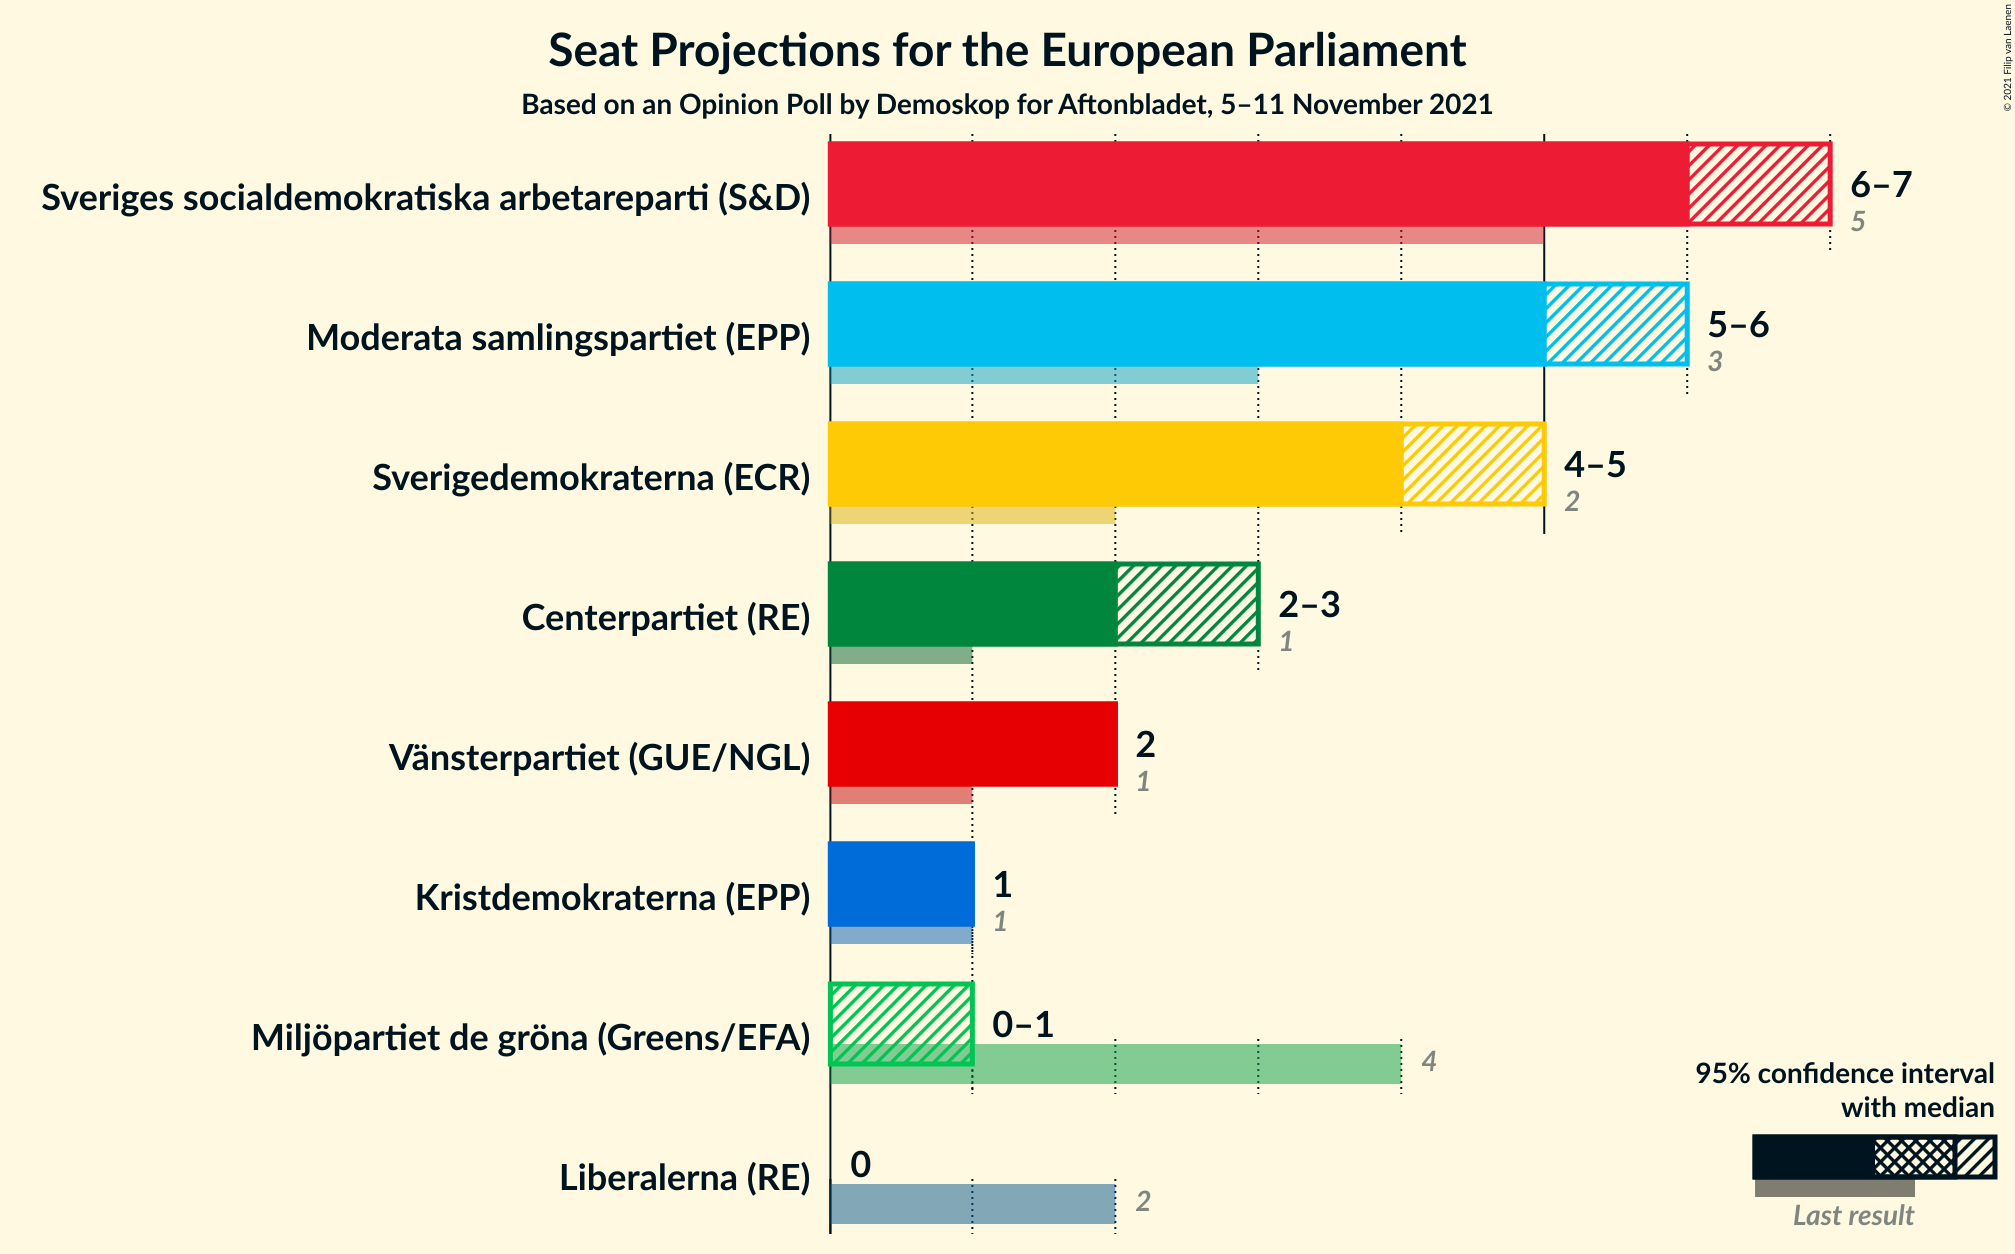 Seat Projections for the European Parliament
Based on an Opinion Poll by Demoskop for Aftonbladet, 5–11 November 2021
© 2021 Filip van Laenen
Sveriges socialdemokratiska arbetareparti (S&D)
6–7
5
Moderata samlingspartiet (EPP)
5–6
3
Sverigedemokraterna (ECR)
4–5
2
Centerpartiet (RE)
2–3
1
Vänsterpartiet (GUE/NGL)
2
1
Kristdemokraterna (EPP)
1
1
Miljöpartiet de gröna (Greens/EFA)
0–1
4
Liberalerna (RE)
0
2
95% confidence interval
with median
Last result